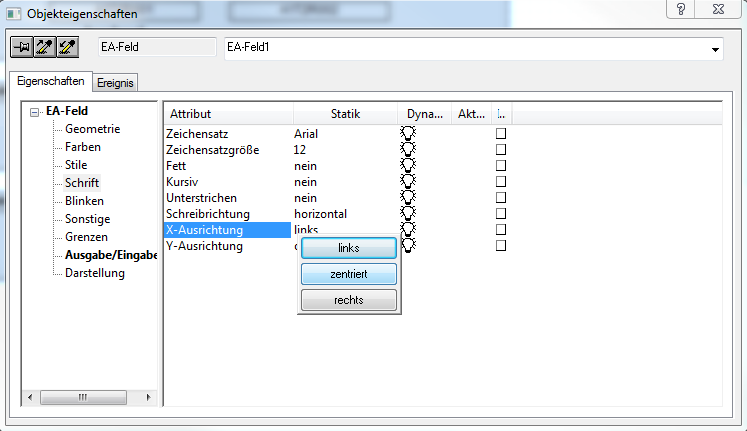 Objekteigenschaften
EA-Feld
EA-Feld1
Eigenschaften
Ereignis
EA-Feld
Geometrie
Farben
Stile
Schrift
Blinken
Sonstige
Grenzen
Ausgabe/Eingabe
Darstellung
Attribut Statik Dyna... Akt... I..
Zeichensatz Arial
Zeichensatzgröße 12
Fett nein
Kursiv nein
Unterstrichen nein
Schreibrichtung horizontal
X-Ausrichtung links
Y-Ausrichtung
links
zentriert
rechts